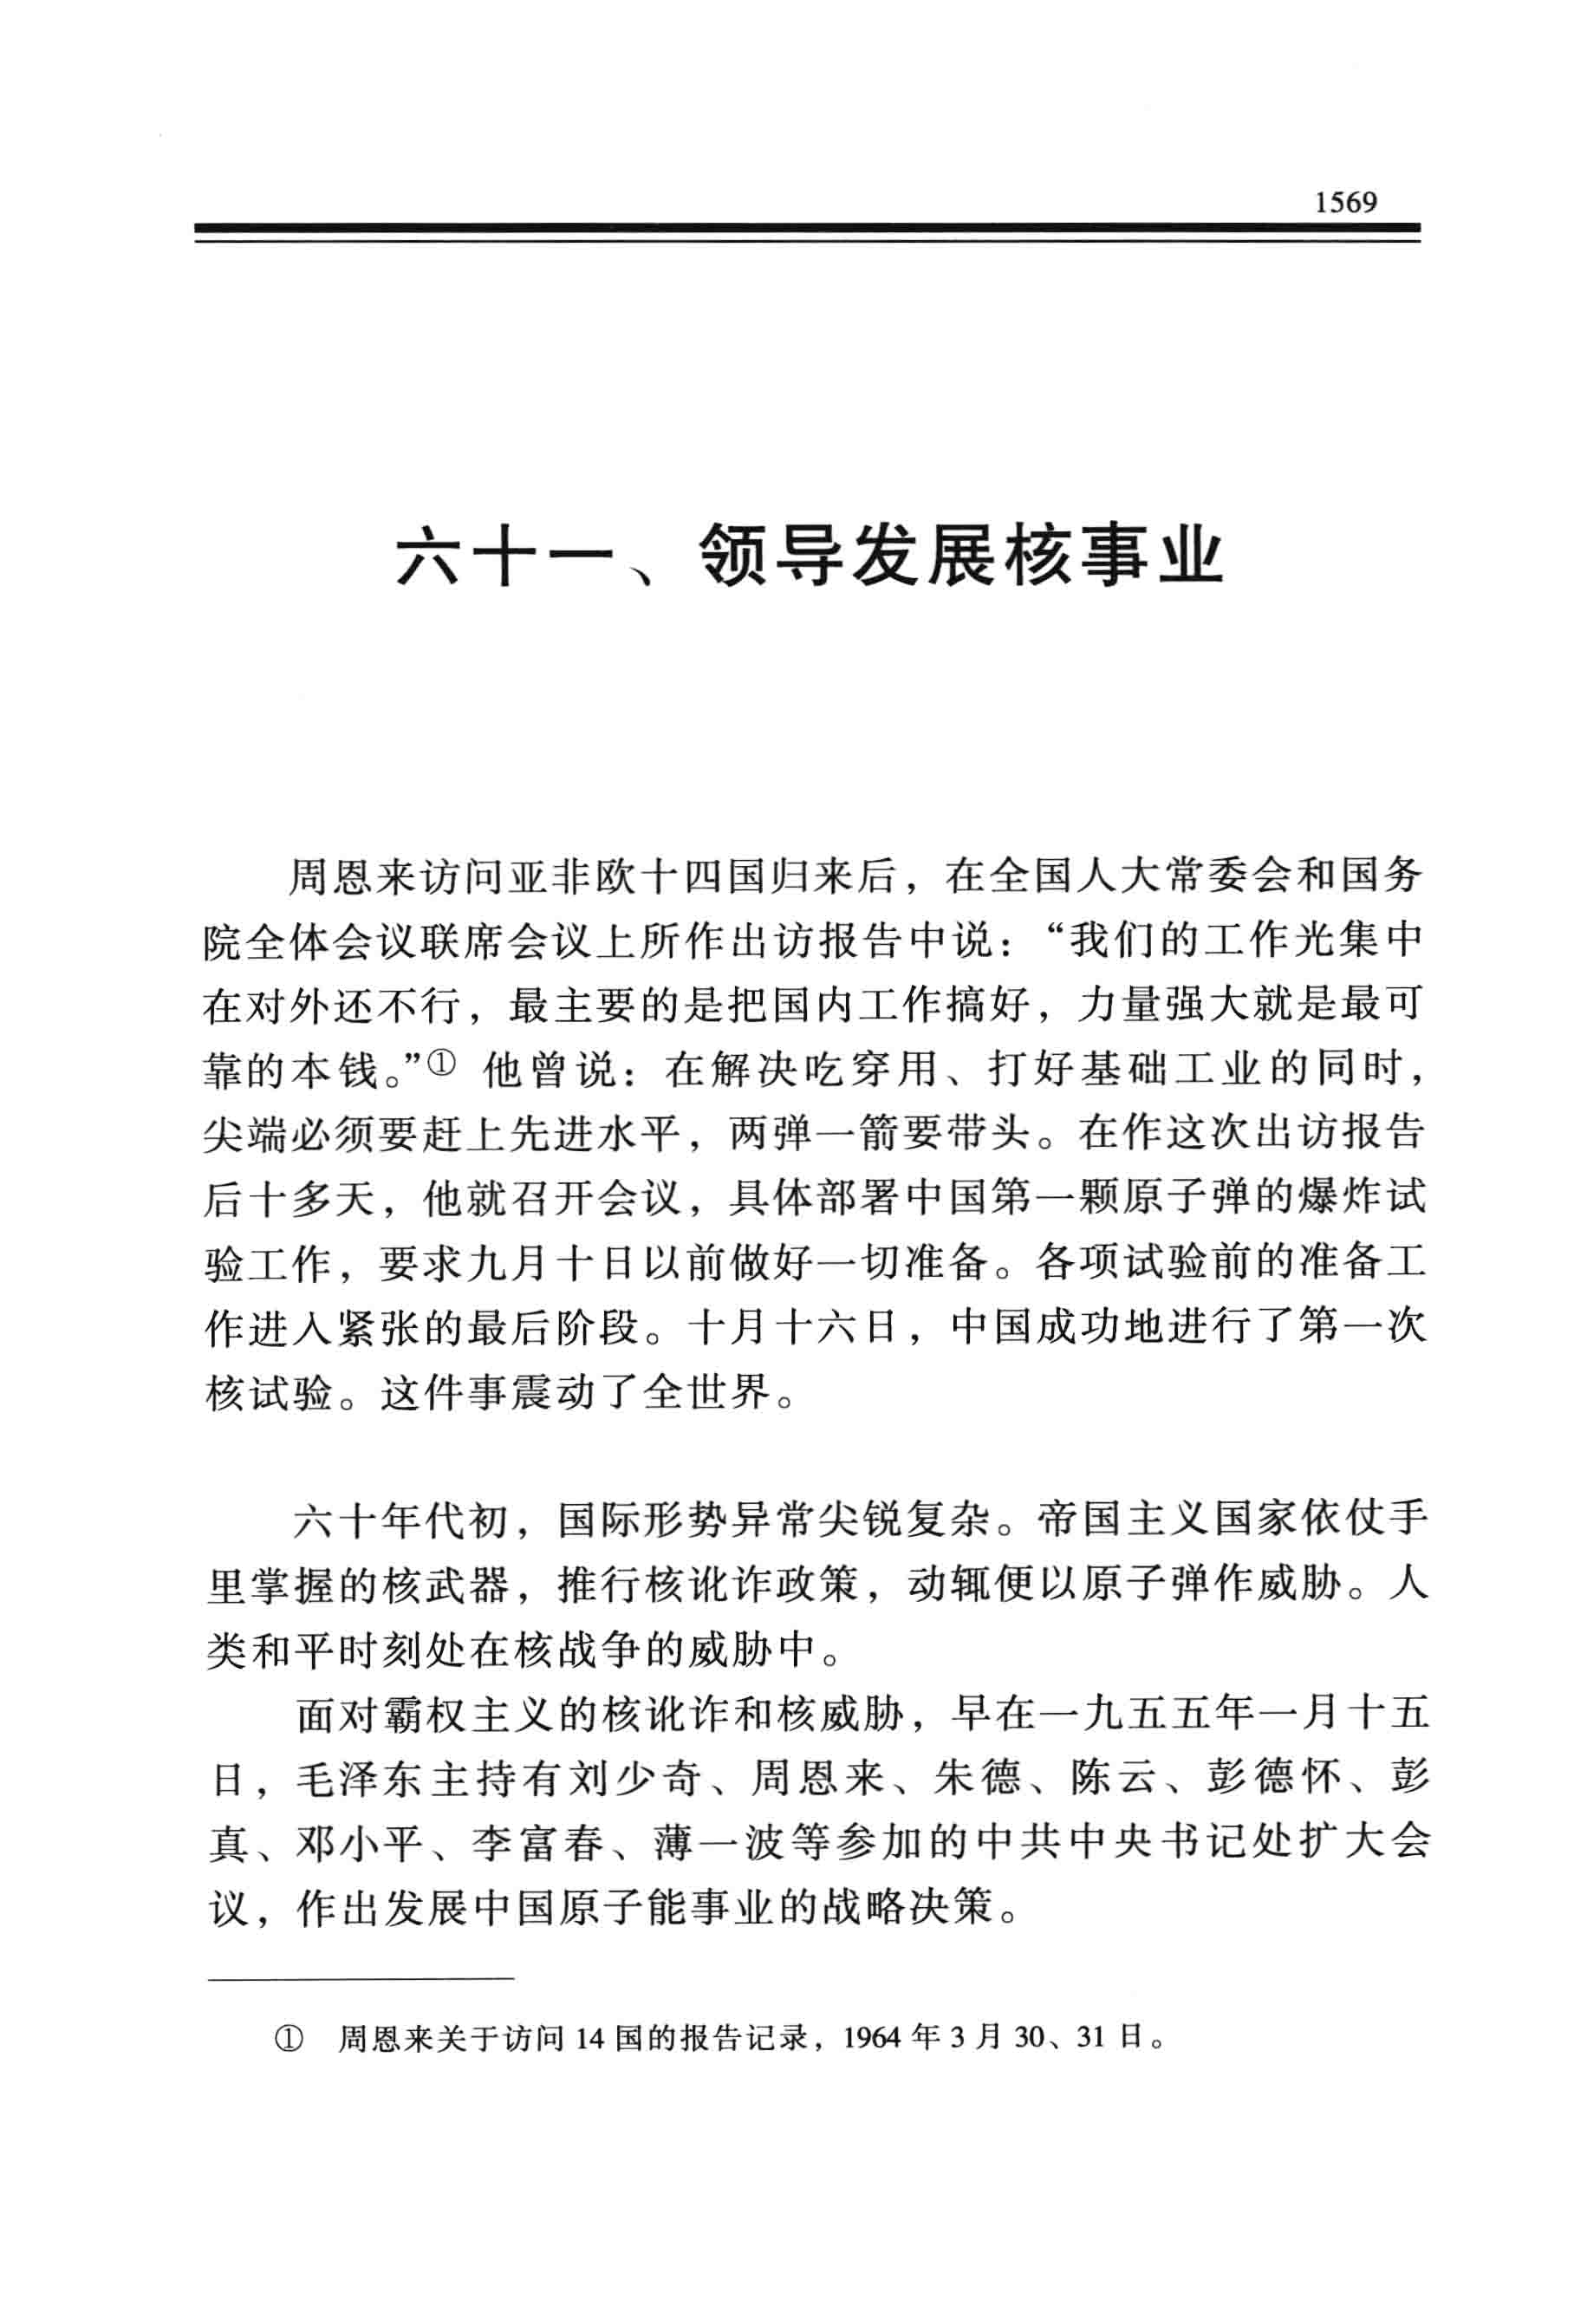 1569
六十一、领导发展核事业
周恩来访问亚非欧十四国归来后，在全国人大常委会和国务
院全体会议联席会议上所作出访报告中说：“我们的工作光集中
在对外还不行，最主要的是把国内工作搞好，力量强大就是最可
靠的本钱。”① 他曾说：在解决吃穿用、打好基础工业的同时，
尖端必须要赶上先进水平，两弹一箭要带头。在作这次出访报告
后十多天，他就召开会议，具体部署中国第一颗原子弹的爆炸试
验工作，要求九月十日以前做好一切准备。各项试验前的准备工
作进入紧张的最后阶段。十月十六日，中国成功地进行了第一次
核试验。这件事震动了全世界。
六十年代初，国际形势异常尖锐复杂。帝国主义国家依仗手
里掌握的核武器，推行核讹诈政策，动辄便以原子弹作威胁。人
类和平时刻处在核战争的威胁中。
面对霸权主义的核讹诈和核威胁，早在一九五五年一月十五
日，毛泽东主持有刘少奇、周恩来、朱德、陈云、彭德怀、彭
真、邓小平、李富春、薄一波等参加的中共中央书记处扩大会
议，作出发展中国原子能事业的战略决策。
① 周恩来关于访问 14 国的报告记录，1964 年 3 月 30、31 日。